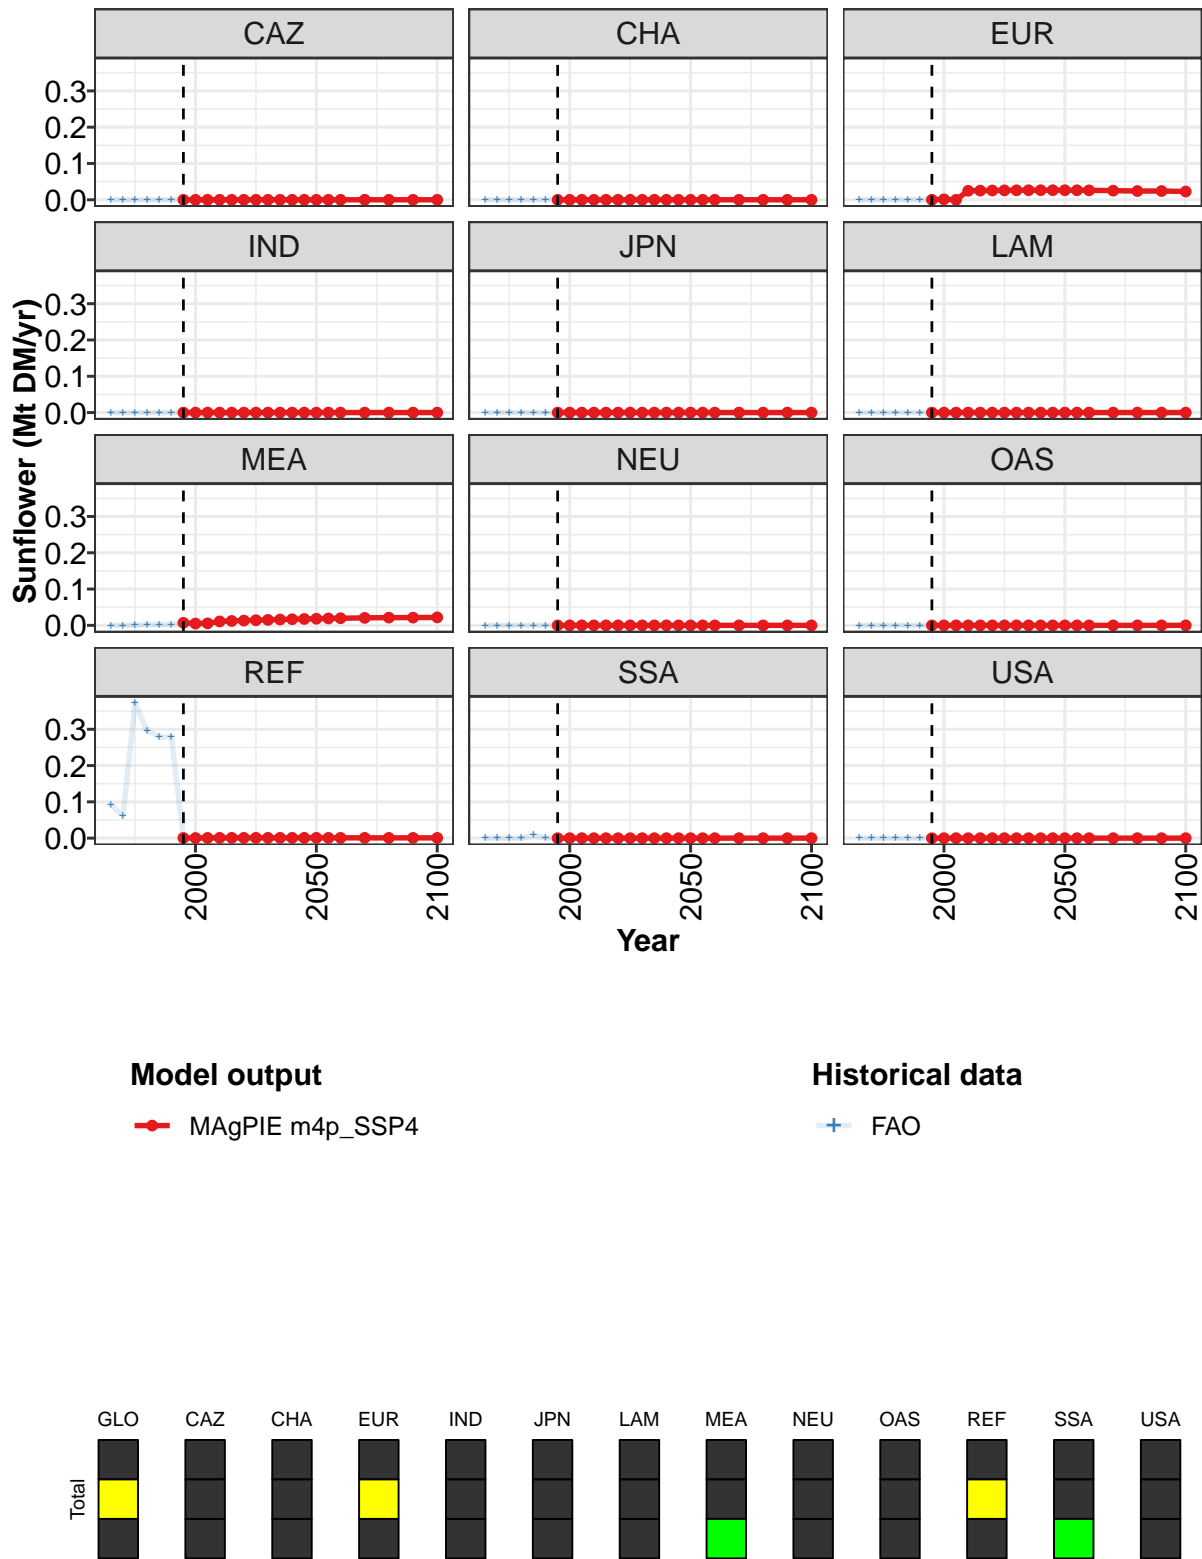 CAZ CHA EUR
0.3
0.2
0.1
0.0
IND JPN LAM
0.3
0.2
0.1
0.0
MEA NEU OAS
0.3
0.2
0.1
0.0
REF SSA USA
0.3
0.2
0.1
0.0
Sunflower (Mt DM/yr)
2000 2050 2100 2000 2050 2100 2000 2050 2100
Year
Model output Historical data
MAgPIE m4p_SSP4 FAO
GLO CAZ CHA EUR IND JPN LAM MEA NEU OAS REF SSA USA
Total